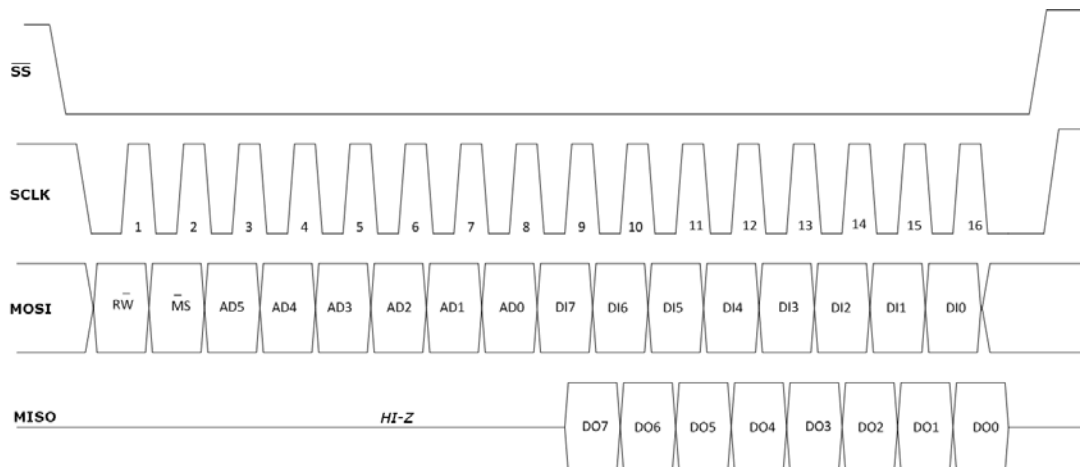 S̅S̅
SCLK
1 2 3 4 5 6 7 8 9 10 11 12 13 14 15 16
MOSI RW̅ M̅S AD5 AD4 AD3 AD2 AD1 AD0 DI7 DI6 DI5 DI4 DI3 DI2 DI1 DI0
MISO HI-Z DO7 DO6 DO5 DO4 DO3 DO2 DO1 DO0